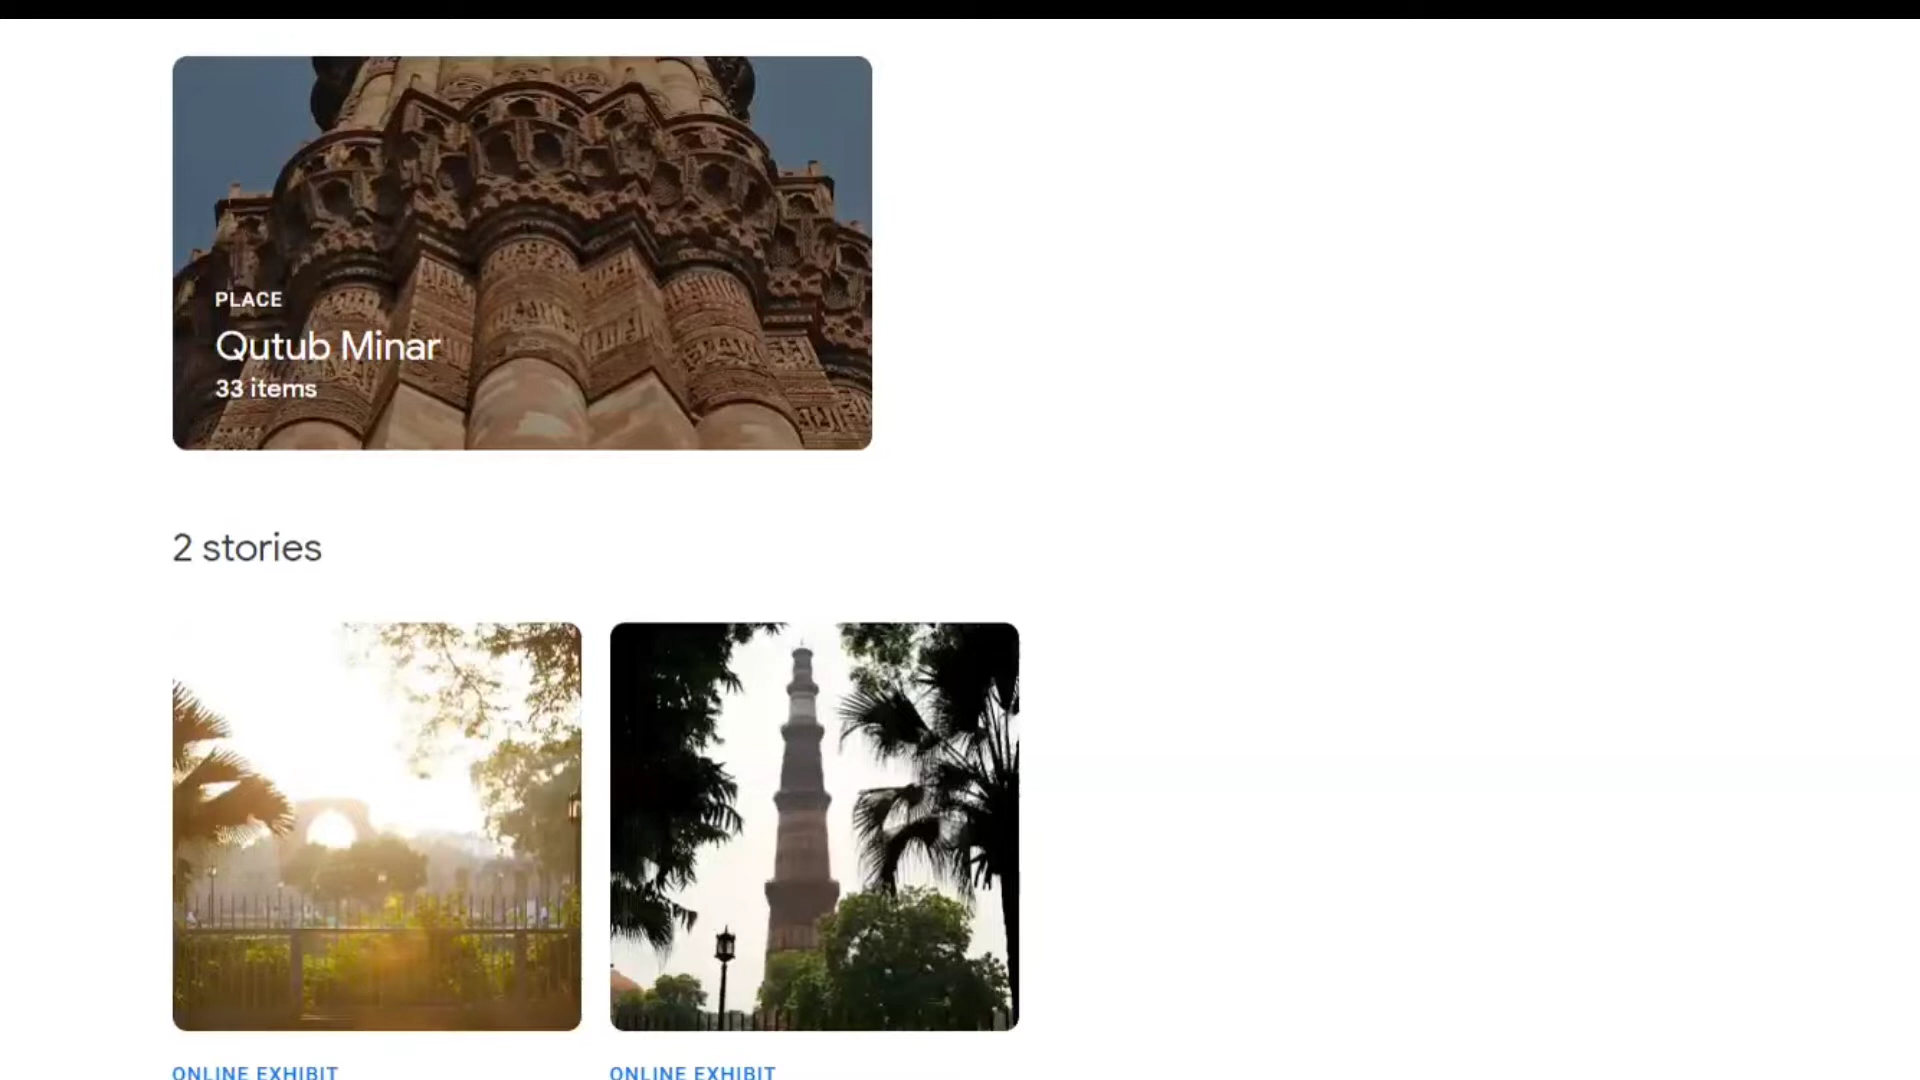 PLACE
Qutub Minar
33 items
2 stories
ONLINE EXHIBIT
ONLINE EXHIBIT